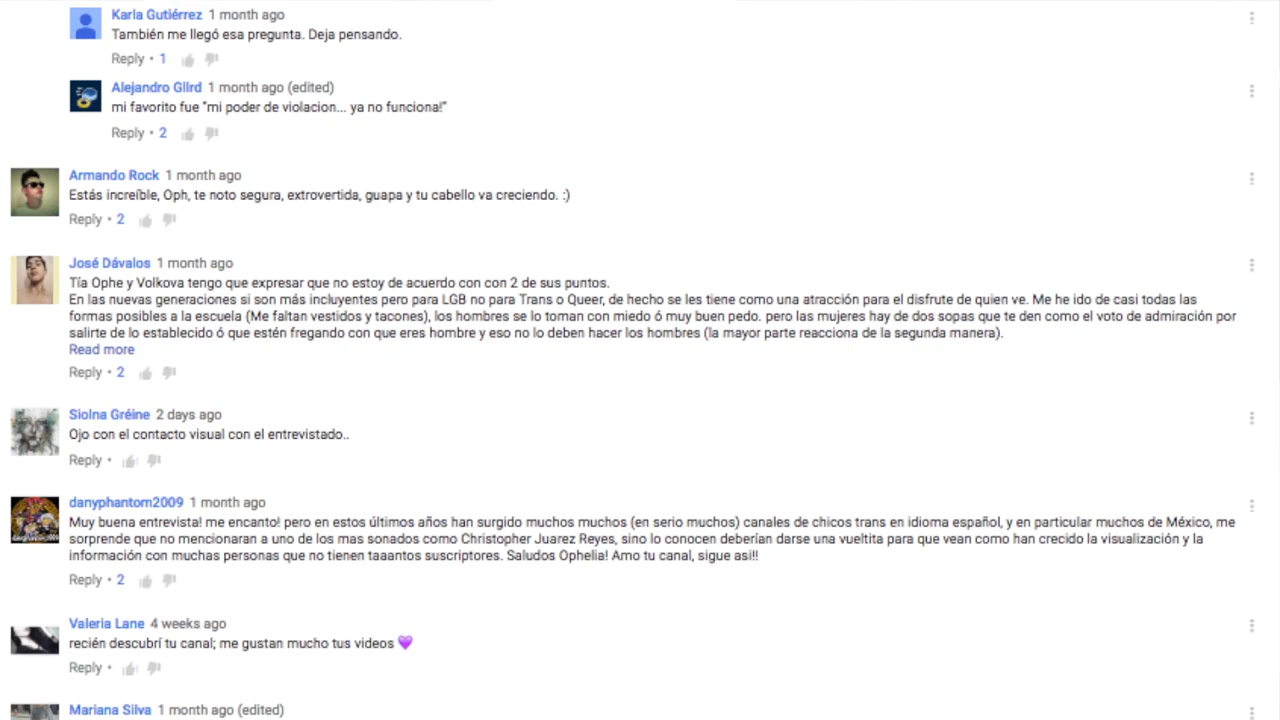 Karla Gutiérrez 1 month ago
También me llegó esa pregunta. Deja pensando.
Reply • 1
Alejandro Gllrd 1 month ago (edited)
mi favorito fue "mi poder de violacion... ya no funciona!"
Reply • 2
Armando Rock 1 month ago
Estás increíble, Oph, te noto segura, extrovertida, guapa y tu cabello va creciendo. :)
Reply • 2
José Dávalos 1 month ago
Tía Ophe y Volkova tengo que expresar que no estoy de acuerdo con con 2 de sus puntos.
En las nuevas generaciones si son más incluyentes pero para LGB no para Trans o Queer, de hecho se les tiene como una atracción para el disfrute de quien ve. Me he ido de casi todas las
formas posibles a la escuela (Me faltan vestidos y tacones), los hombres se lo toman con miedo ó muy buen pedo. pero las mujeres hay de dos sopas que te den como el voto de admiración por
salirte de lo establecido ó que estén fregando con que eres hombre y eso no lo deben hacer los hombres (la mayor parte reacciona de la segunda manera).
Read more
Reply • 2
Siolna Gréine 2 days ago
Ojo con el contacto visual con el entrevistado..
Reply •
danyphantom2009 1 month ago
Muy buena entrevista! me encanto! pero en estos últimos años han surgido muchos muchos (en serio muchos) canales de chicos trans en idioma español, y en particular muchos de México, me
sorprende que no mencionaran a uno de los mas sonados como Christopher Juarez Reyes, sino lo conocen deberían darse una vueltita para que vean como han crecido la visualización y la
información con muchas personas que no tienen taaantos suscriptores. Saludos Ophelia! Amo tu canal, sigue asi!!
Reply • 2
Valeria Lane 4 weeks ago
recién descubrí tu canal; me gustan mucho tus videos 💜
Reply •
Mariana Silva 1 month ago (edited)